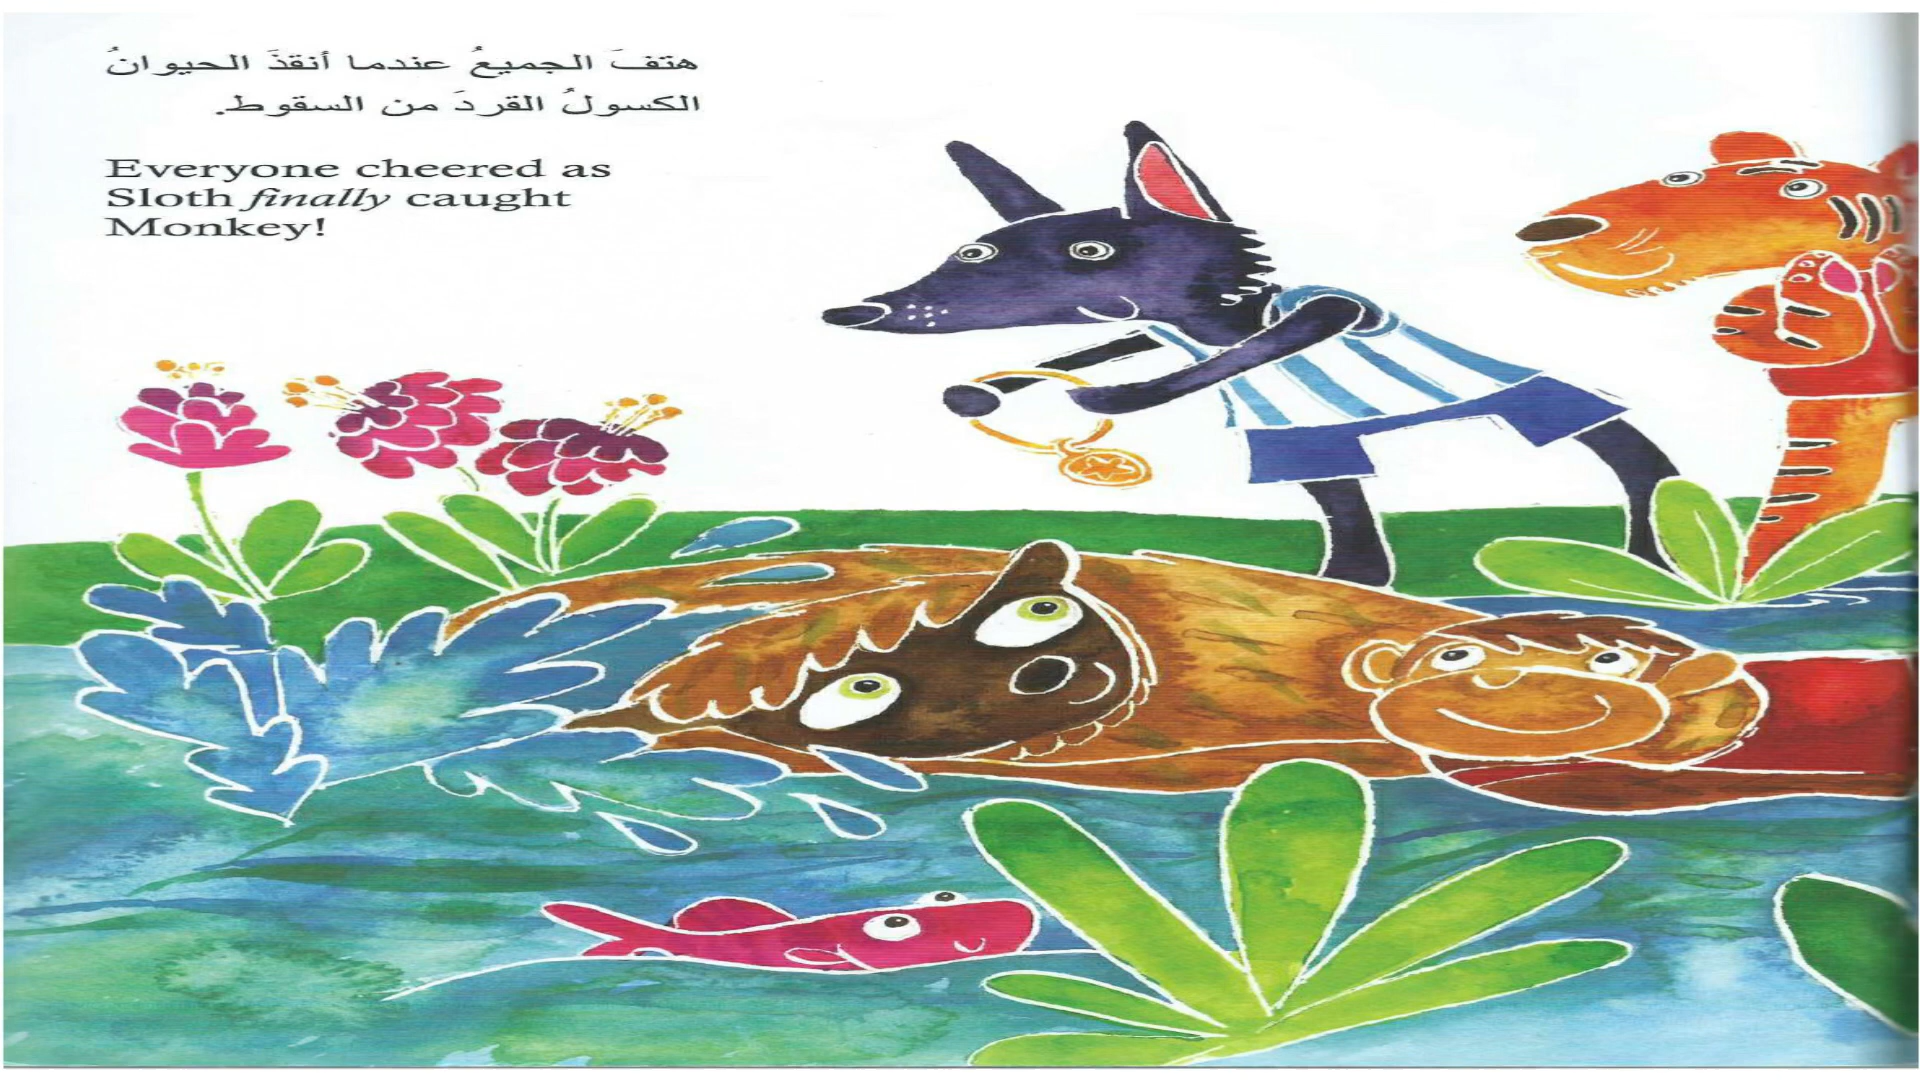 هتفَ الجميعُ عندما أنقذَ الحيوانُ
الكسولُ القردَ من السقوط.
Everyone cheered as
Sloth finally caught
Monkey!